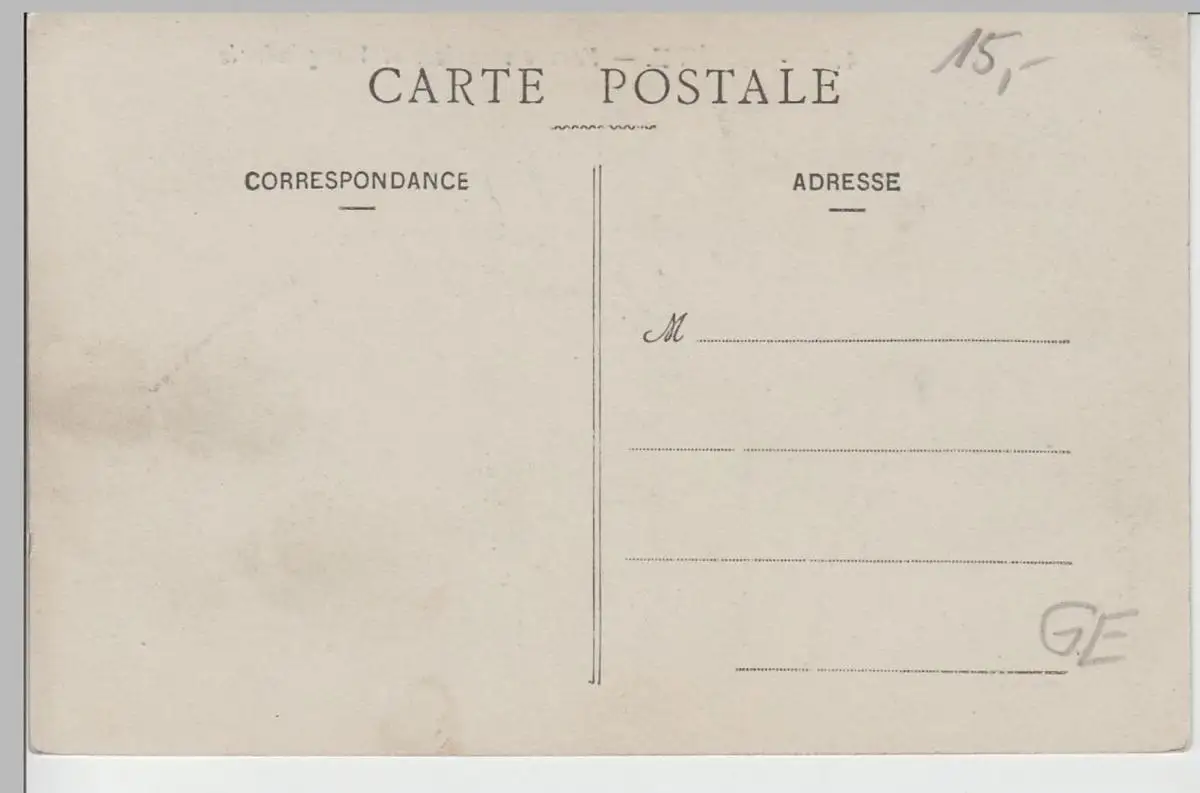 15,-
CARTE POSTALE
CORRESPONDANCE
ADRESSE
M
GE